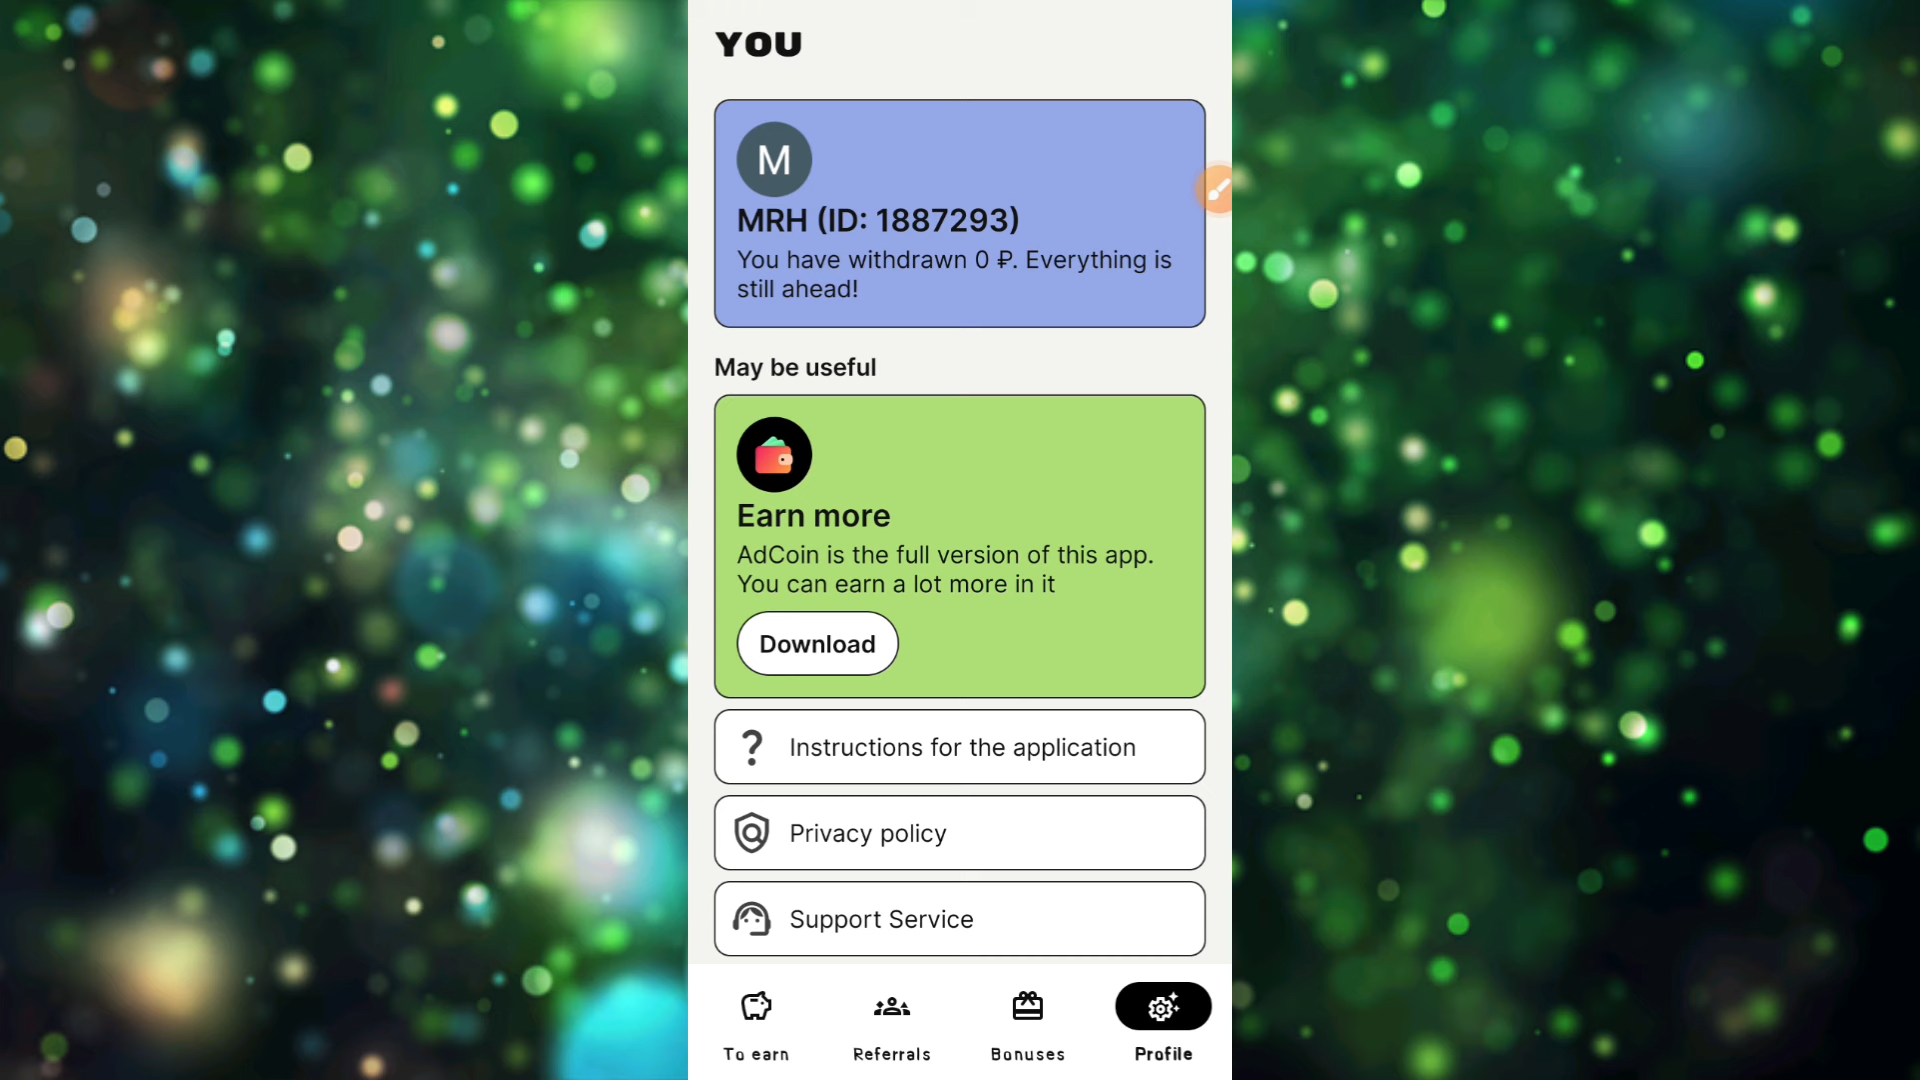 YOU
M
MRH (ID: 1887293)
You have withdrawn 0 ₽. Everything is
still ahead!
May be useful
Earn more
AdCoin is the full version of this app.
You can earn a lot more in it
Download
Instructions for the application
Privacy policy
Support Service
To earn
Referrals
Bonuses
Profile